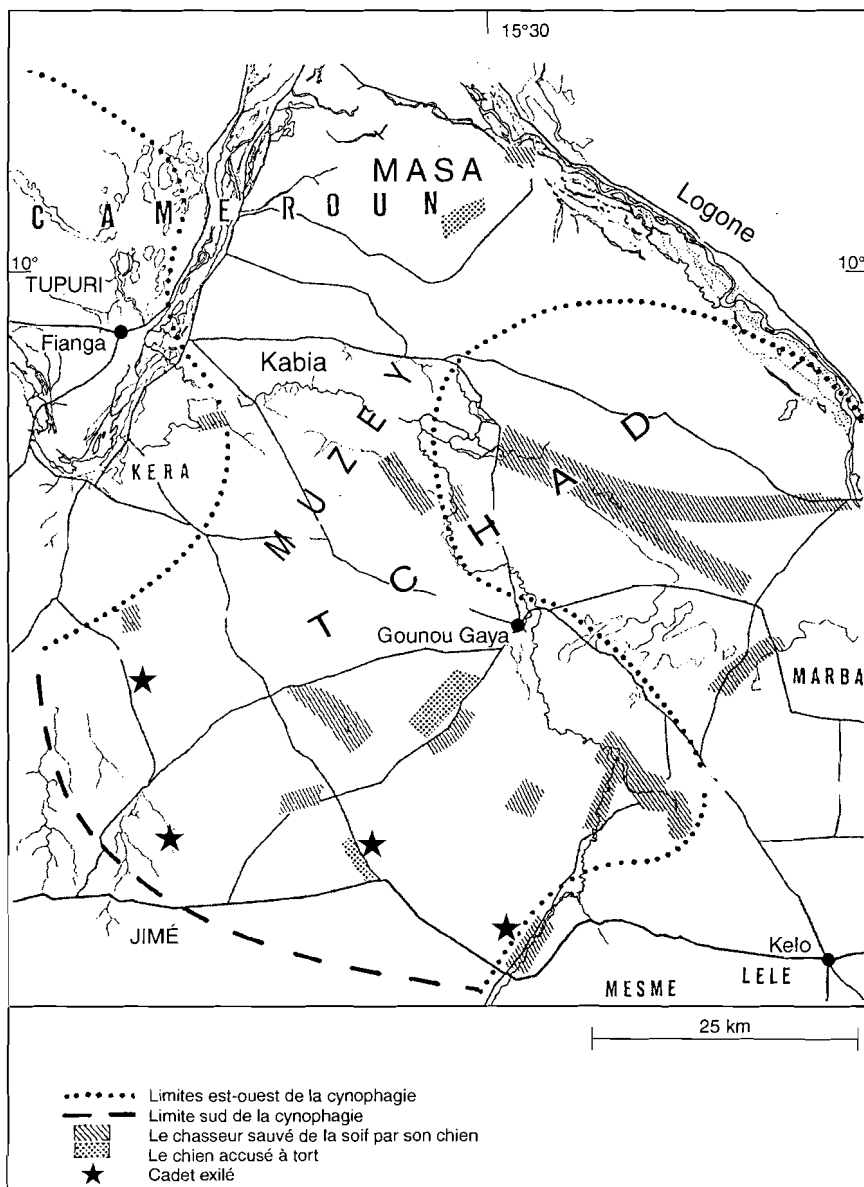 15°30
MASA
CAMEROUN
Logone
10°
10°
TUPURI
Fianga
Kabia
MUZEY
TCHAD
KERA
Gounou Gaya
MARBA
JIMÉ
Kelo
MESME
LELE
25 km
Limites est-ouest de la cynophagie
Limite sud de la cynophagie
Le chasseur sauvé de la soif par son chien
Le chien accusé à tort
Cadet exilé